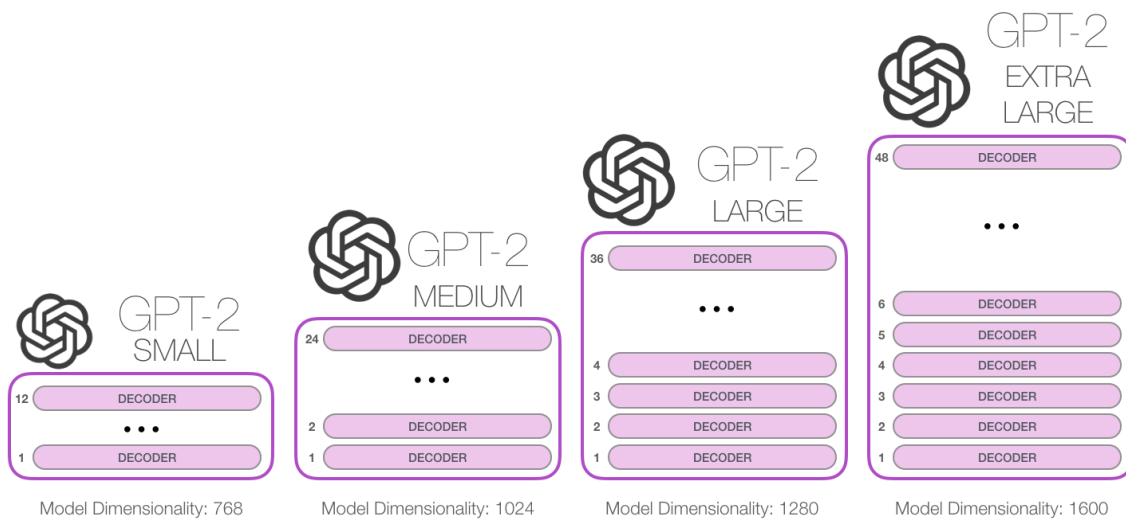 GPT-2
SMALL
12 DECODER
...
1 DECODER
Model Dimensionality: 768
GPT-2
MEDIUM
24 DECODER
...
2 DECODER
1 DECODER
Model Dimensionality: 1024
GPT-2
LARGE
36 DECODER
...
4 DECODER
3 DECODER
2 DECODER
1 DECODER
Model Dimensionality: 1280
GPT-2
EXTRA
LARGE
48 DECODER
...
6 DECODER
5 DECODER
4 DECODER
3 DECODER
2 DECODER
1 DECODER
Model Dimensionality: 1600